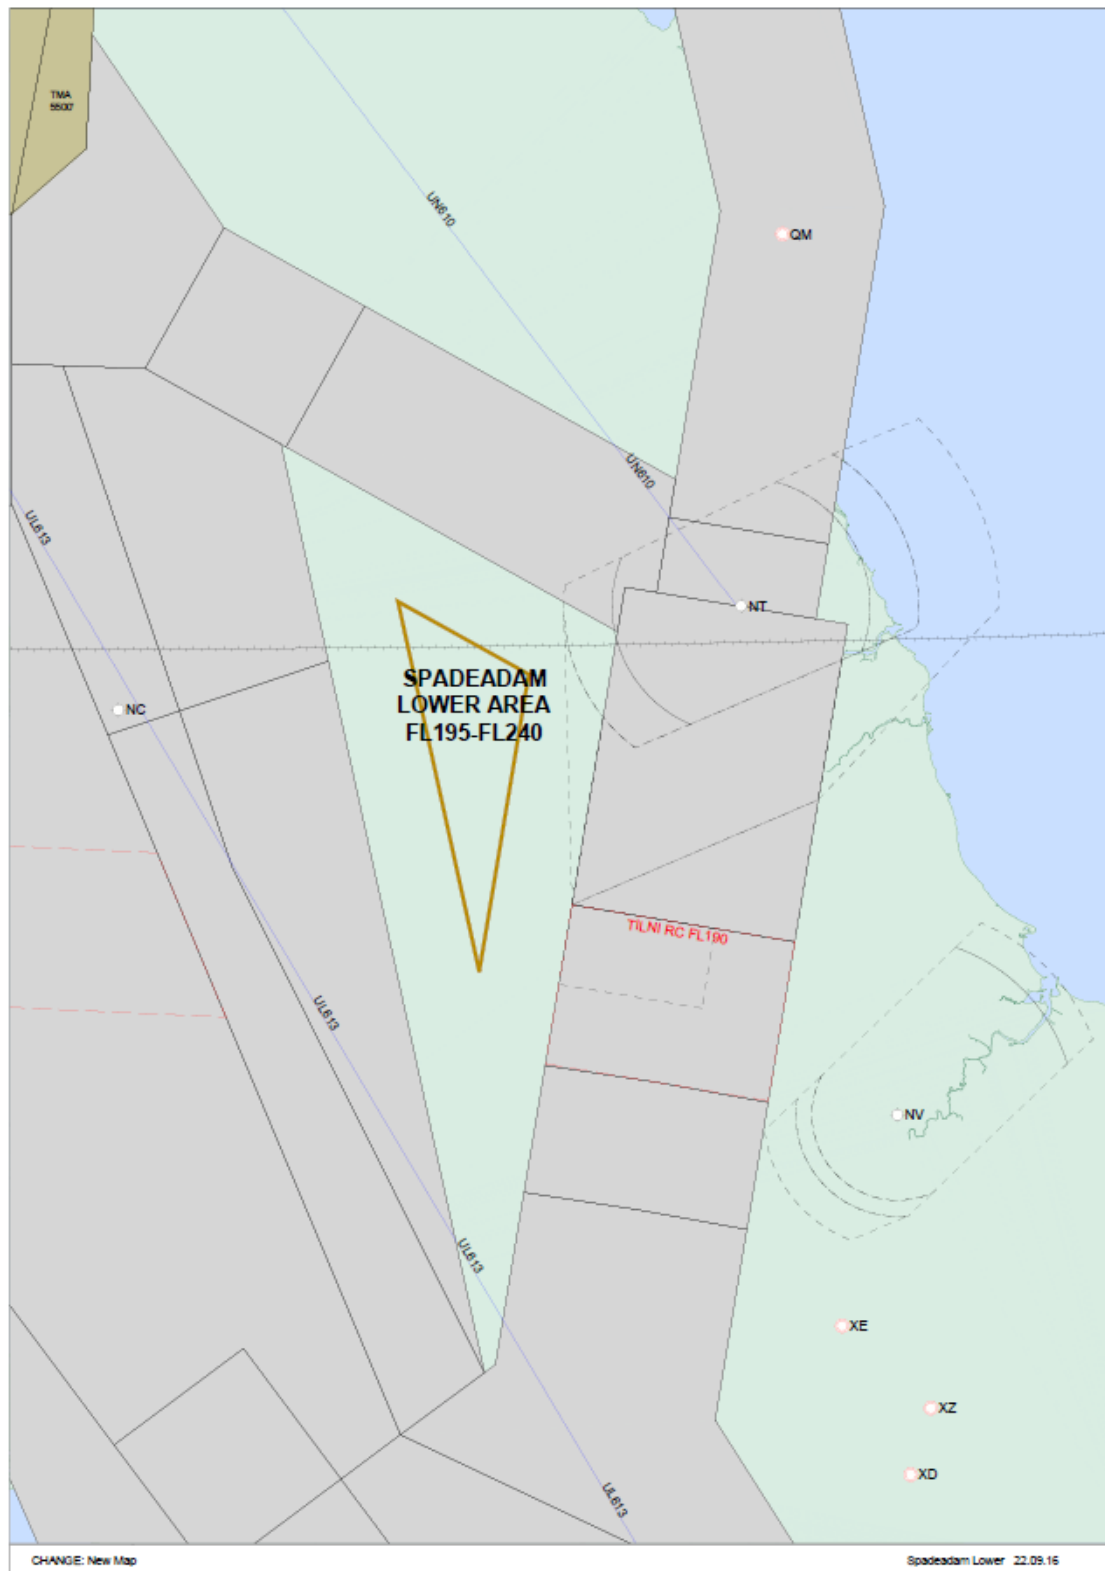 TMA
5500'
UN610
QM
UN610
UL613
NT
SPADEADAM
LOWER AREA
FL195-FL240
NC
TILNI RC FL190
UL613
NV
UL613
XE
XZ
XD
UL613
CHANGE: New Map
Spadeadam Lower 22.09.16